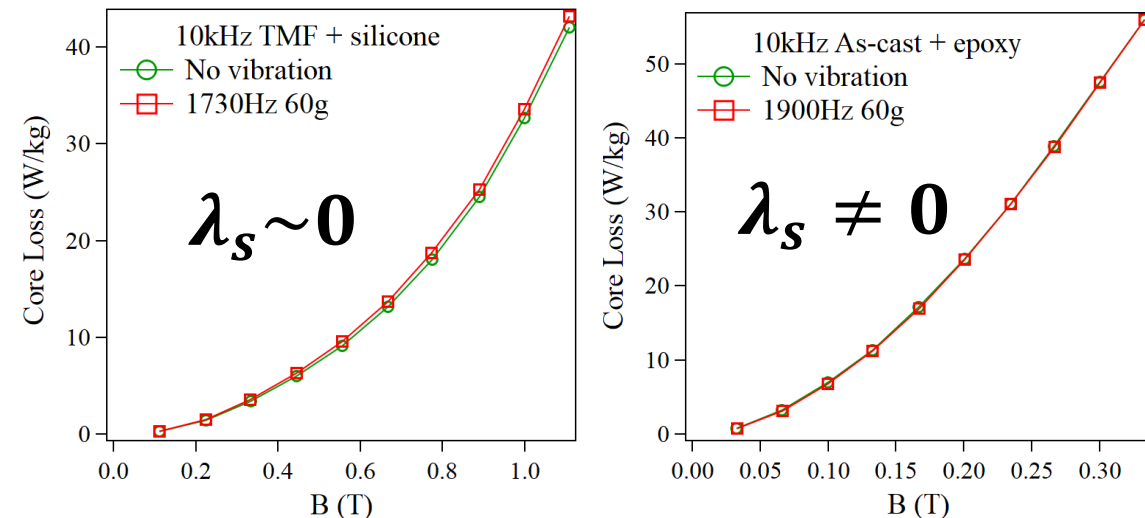 10kHz TMF + silicone
No vibration
1730Hz 60g
λs~0
Core Loss (W/kg)
40
30
20
10
0
0.0 0.2 0.4 0.6 0.8 1.0
B (T)
10kHz As-cast + epoxy
No vibration
1900Hz 60g
λs ≠ 0
Core Loss (W/kg)
50
40
30
20
10
0
0.00 0.05 0.10 0.15 0.20 0.25 0.30
B (T)